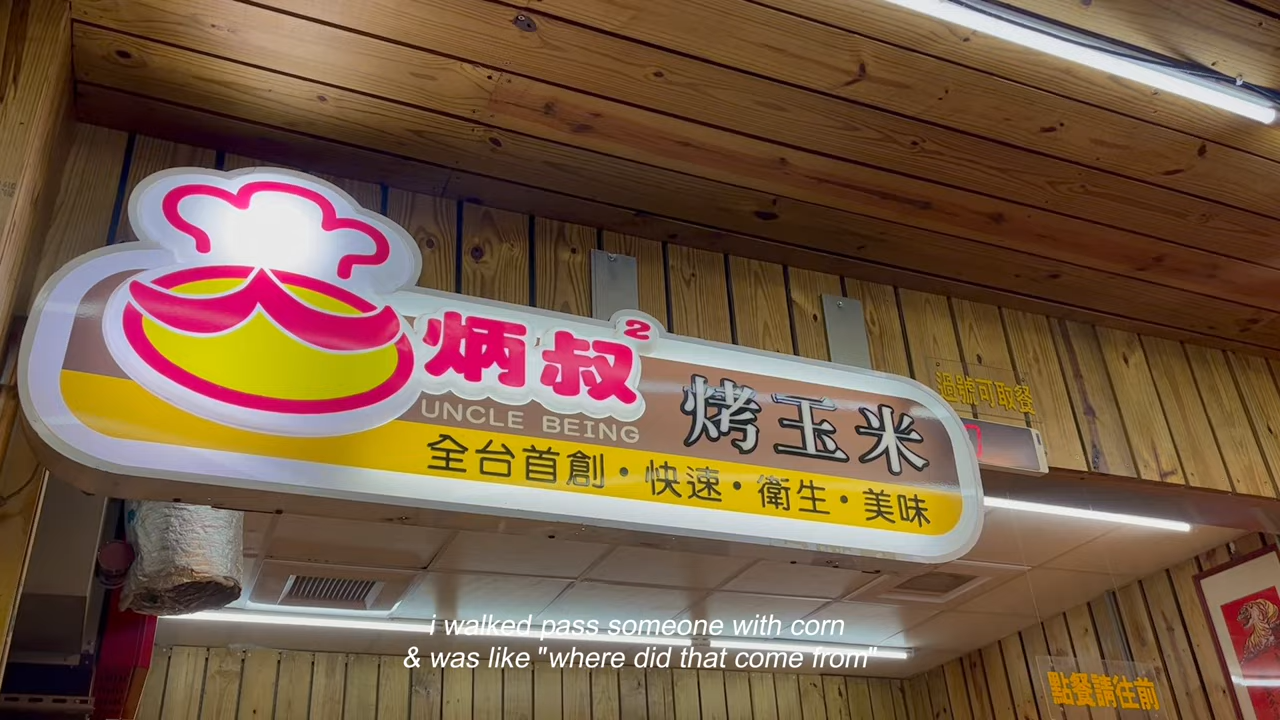 炳叔2
UNCLE BEING
烤玉米
全台首創・快速・衛生・美味
過號可取餐
點餐請往前
i walked pass someone with corn
& was like "where did that come from"